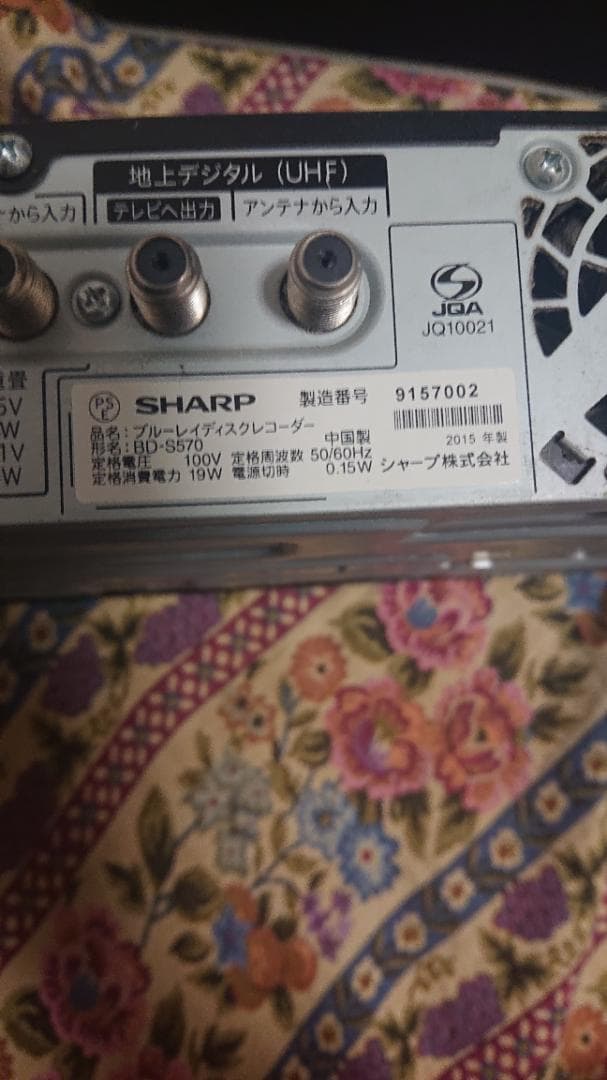 地上デジタル（UHF）
ーから入力
テレビへ出力
アンテナから入力
JQA
JQ10021
重畳
5V
W
1V
W
PS
E
SHARP
製造番号
9157002
品名：ブルーレイディスクレコーダー
形名：BD-S570
中国製
2015 年製
定格電圧 100V 定格周波数 50/60Hz
定格消費電力 19W 電源切時 0.15W シャープ株式会社